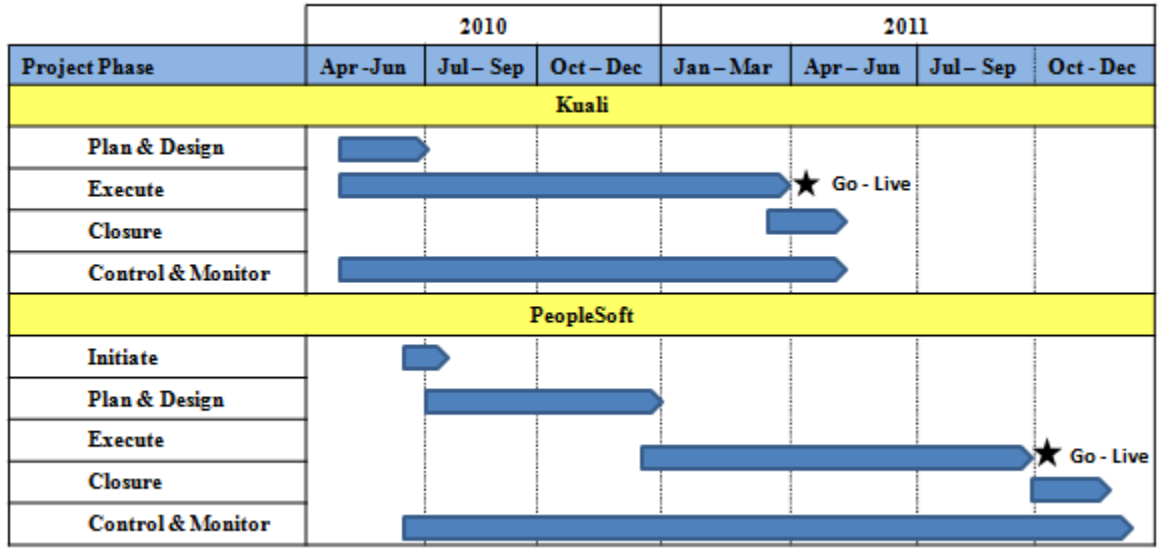 2010 2011
Project Phase Apr -Jun Jul – Sep Oct – Dec Jan – Mar Apr – Jun Jul – Sep Oct - Dec
Kuali
Plan & Design
Execute Go - Live
Closure
Control & Monitor
PeopleSoft
Initiate
Plan & Design
Execute Go - Live
Closure
Control & Monitor